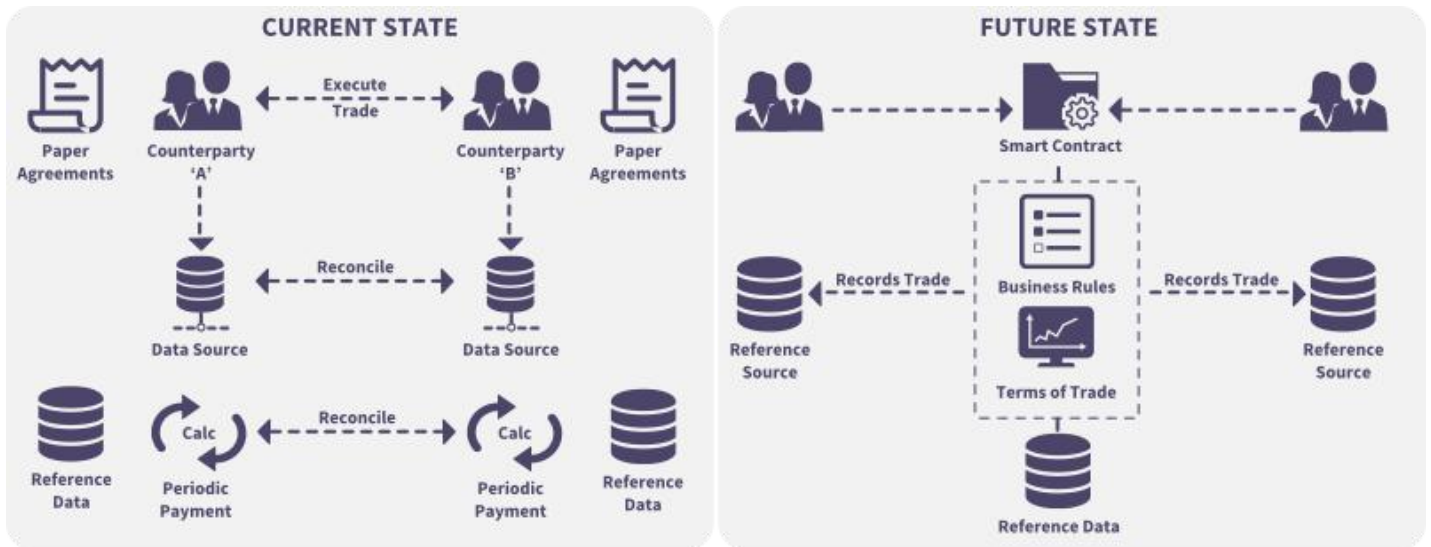 CURRENT STATE
Execute
Trade
Paper
Agreements
Counterparty
‘A’
Counterparty
‘B’
Paper
Agreements
Reconcile
Data Source
Data Source
Reconcile
Calc
Calc
Reference
Data
Periodic
Payment
Periodic
Payment
Reference
Data
FUTURE STATE
Smart Contract
Records Trade
Business Rules
Records Trade
Reference
Source
Reference
Source
Terms of Trade
Reference Data